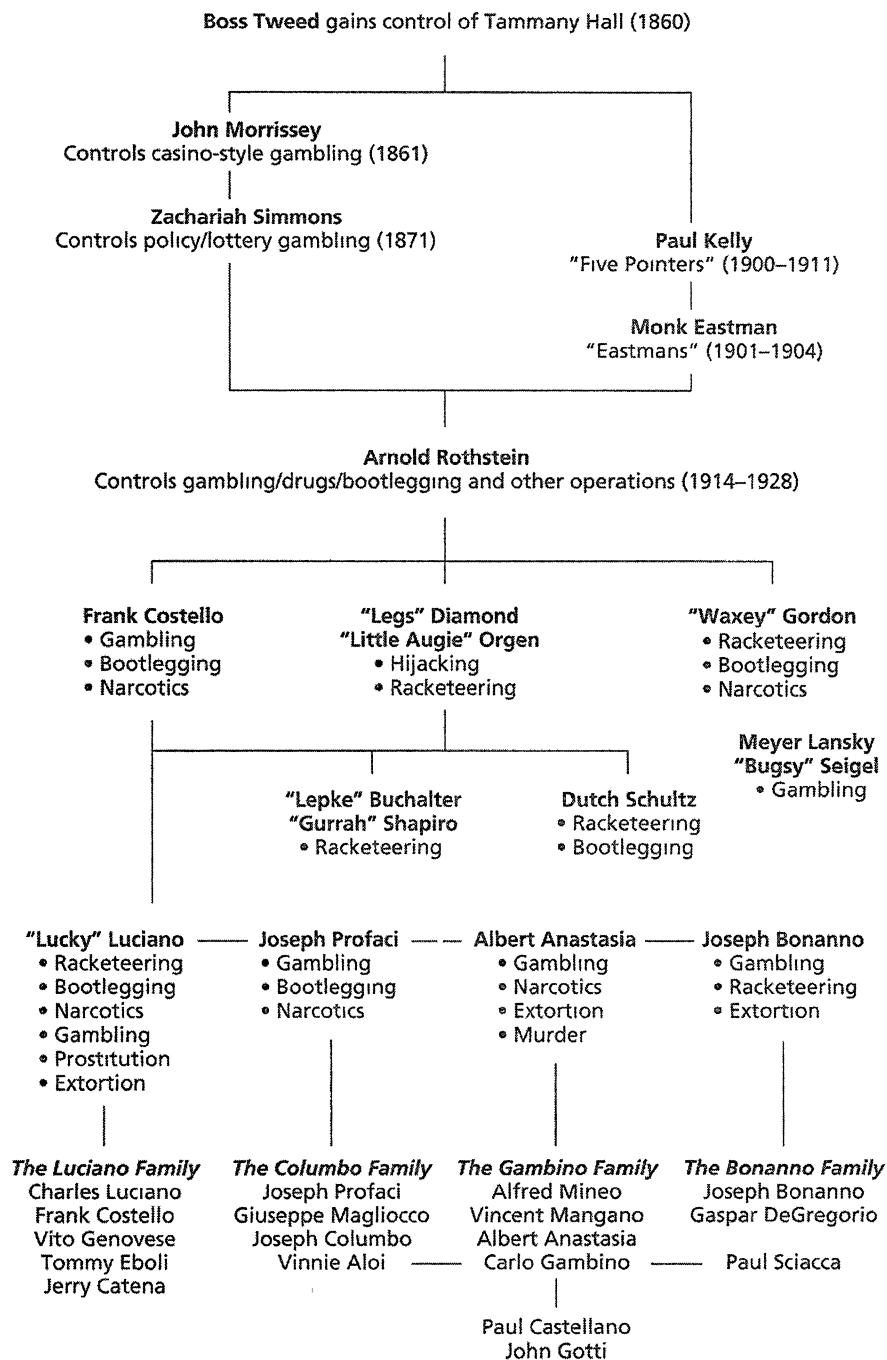 Boss Tweed gains control of Tammany Hall (1860)
John Morrissey
Controls casino-style gambling (1861)
Zachariah Simmons
Controls policy/lottery gambling (1871)
Paul Kelly
"Five Pointers" (1900–1911)
Monk Eastman
"Eastmans" (1901–1904)
Arnold Rothstein
Controls gambling/drugs/bootlegging and other operations (1914–1928)
Frank Costello
• Gambling
• Bootlegging
• Narcotics
"Legs" Diamond
"Little Augie" Orgen
• Hijacking
• Racketeering
"Waxey" Gordon
• Racketeering
• Bootlegging
• Narcotics
Meyer Lansky
"Bugsy" Seigel
• Gambling
"Lepke" Buchalter
"Gurrah" Shapiro
• Racketeering
Dutch Schultz
• Racketeering
• Bootlegging
"Lucky" Luciano
• Racketeering
• Bootlegging
• Narcotics
• Gambling
• Prostitution
• Extortion
Joseph Profaci
• Gambling
• Bootlegging
• Narcotics
Albert Anastasia
• Gambling
• Narcotics
• Extortion
• Murder
Joseph Bonanno
• Gambling
• Racketeering
• Extortion
The Luciano Family
Charles Luciano
Frank Costello
Vito Genovese
Tommy Eboli
Jerry Catena
The Columbo Family
Joseph Profaci
Giuseppe Magliocco
Joseph Columbo
Vinnie Aloi
The Gambino Family
Alfred Mineo
Vincent Mangano
Albert Anastasia
Carlo Gambino
Paul Castellano
John Gotti
The Bonanno Family
Joseph Bonanno
Gaspar DeGregorio
Paul Sciacca